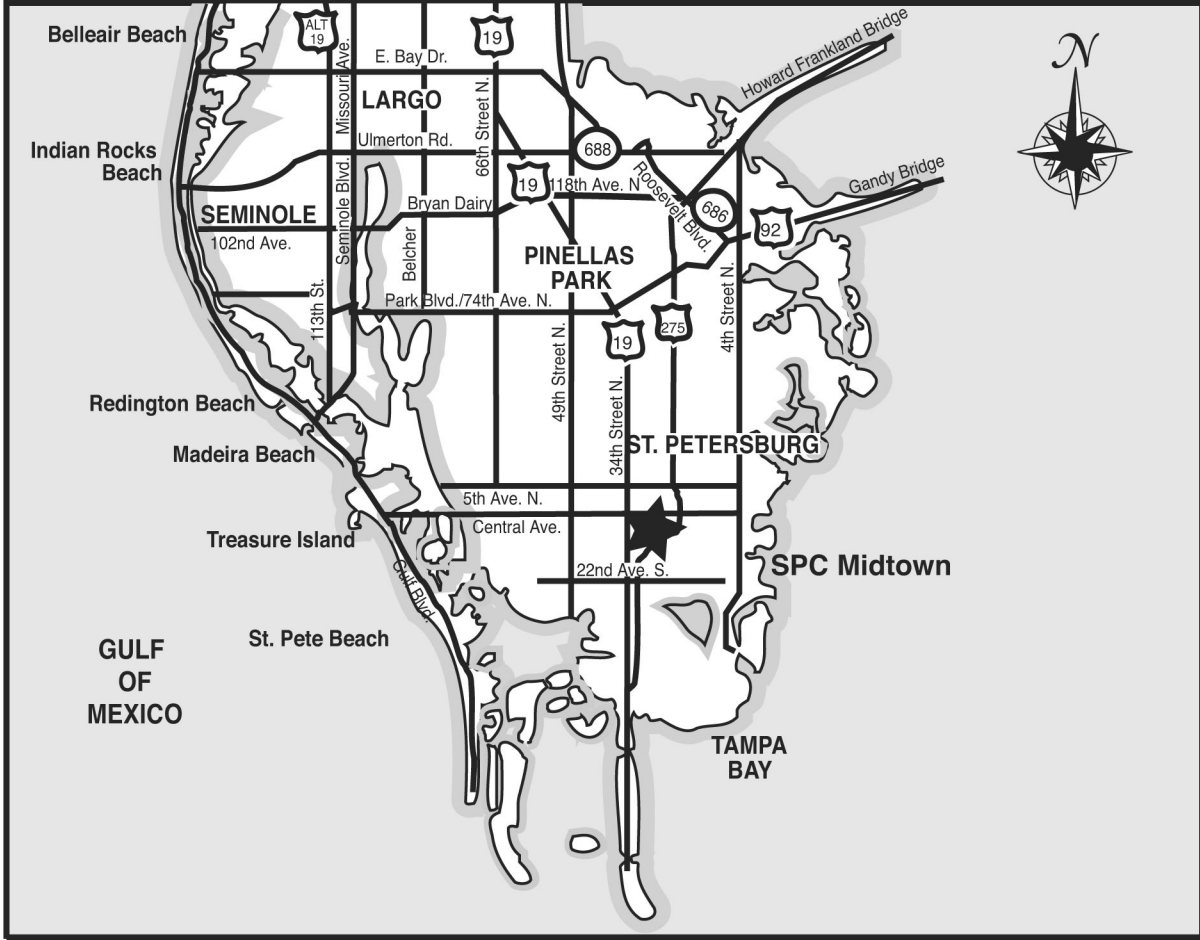 Belleair Beach
ALT
19
19
Howard Frankland Bridge
N
E. Bay Dr.
Missouri Ave.
LARGO
66th Street N.
Ulmerton Rd.
688
Indian Rocks
Beach
Gandy Bridge
19
118th Ave. N
Roosevelt Blvd.
686
92
SEMINOLE
Seminole Blvd.
Bryan Dairy
102nd Ave.
Belcher
PINELLAS
PARK
113th St.
Park Blvd./74th Ave. N.
19
275
4th Street N.
49th Street N.
34th Street N.
Redington Beach
Madeira Beach
ST. PETERSBURG
5th Ave. N.
Central Ave.
Treasure Island
22nd Ave. S.
SPC Midtown
Gulf Blvd.
St. Pete Beach
GULF
OF
MEXICO
TAMPA
BAY